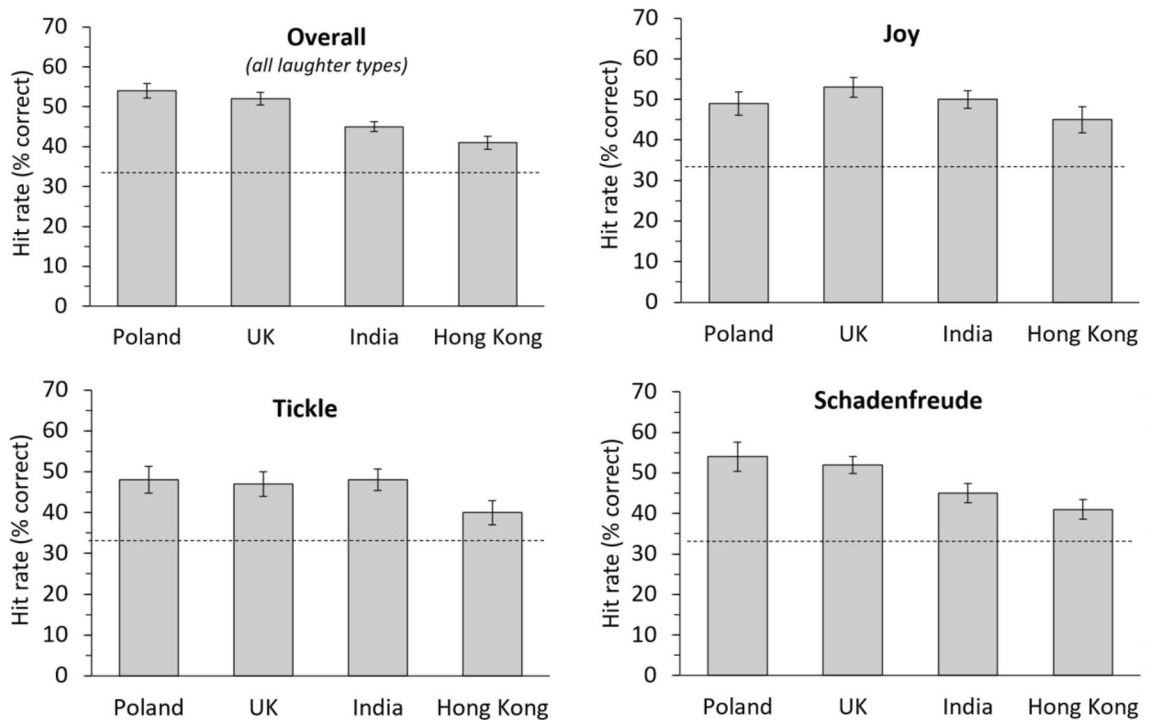 Overall
(all laughter types)
Hit rate (% correct)
70
60
50
40
30
20
10
0
Poland UK India Hong Kong
Joy
Hit rate (% correct)
70
60
50
40
30
20
10
0
Poland UK India Hong Kong
Tickle
Hit rate (% correct)
70
60
50
40
30
20
10
0
Poland UK India Hong Kong
Schadenfreude
Hit rate (% correct)
70
60
50
40
30
20
10
0
Poland UK India Hong Kong